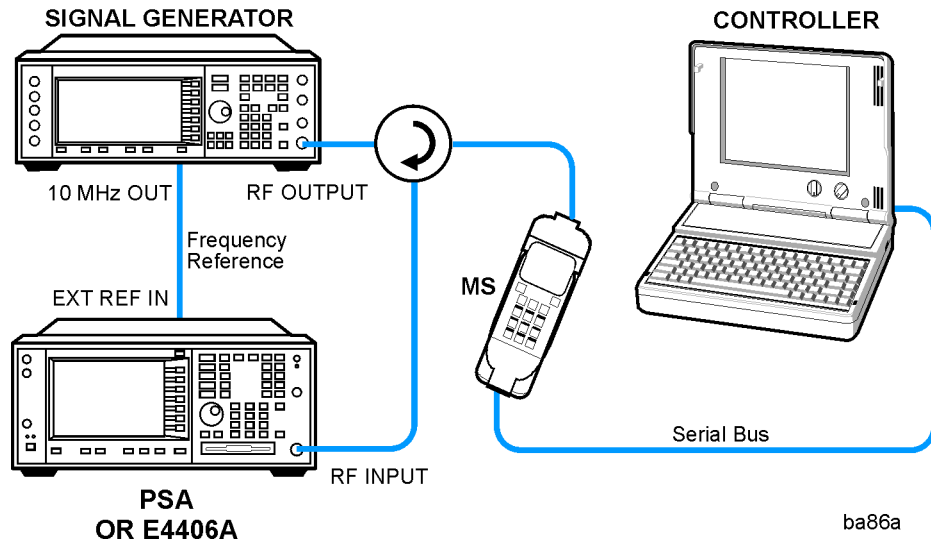 SIGNAL GENERATOR
CONTROLLER
10 MHz OUT
RF OUTPUT
Frequency
Reference
EXT REF IN
MS
Serial Bus
RF INPUT
PSA
OR E4406A
ba86a